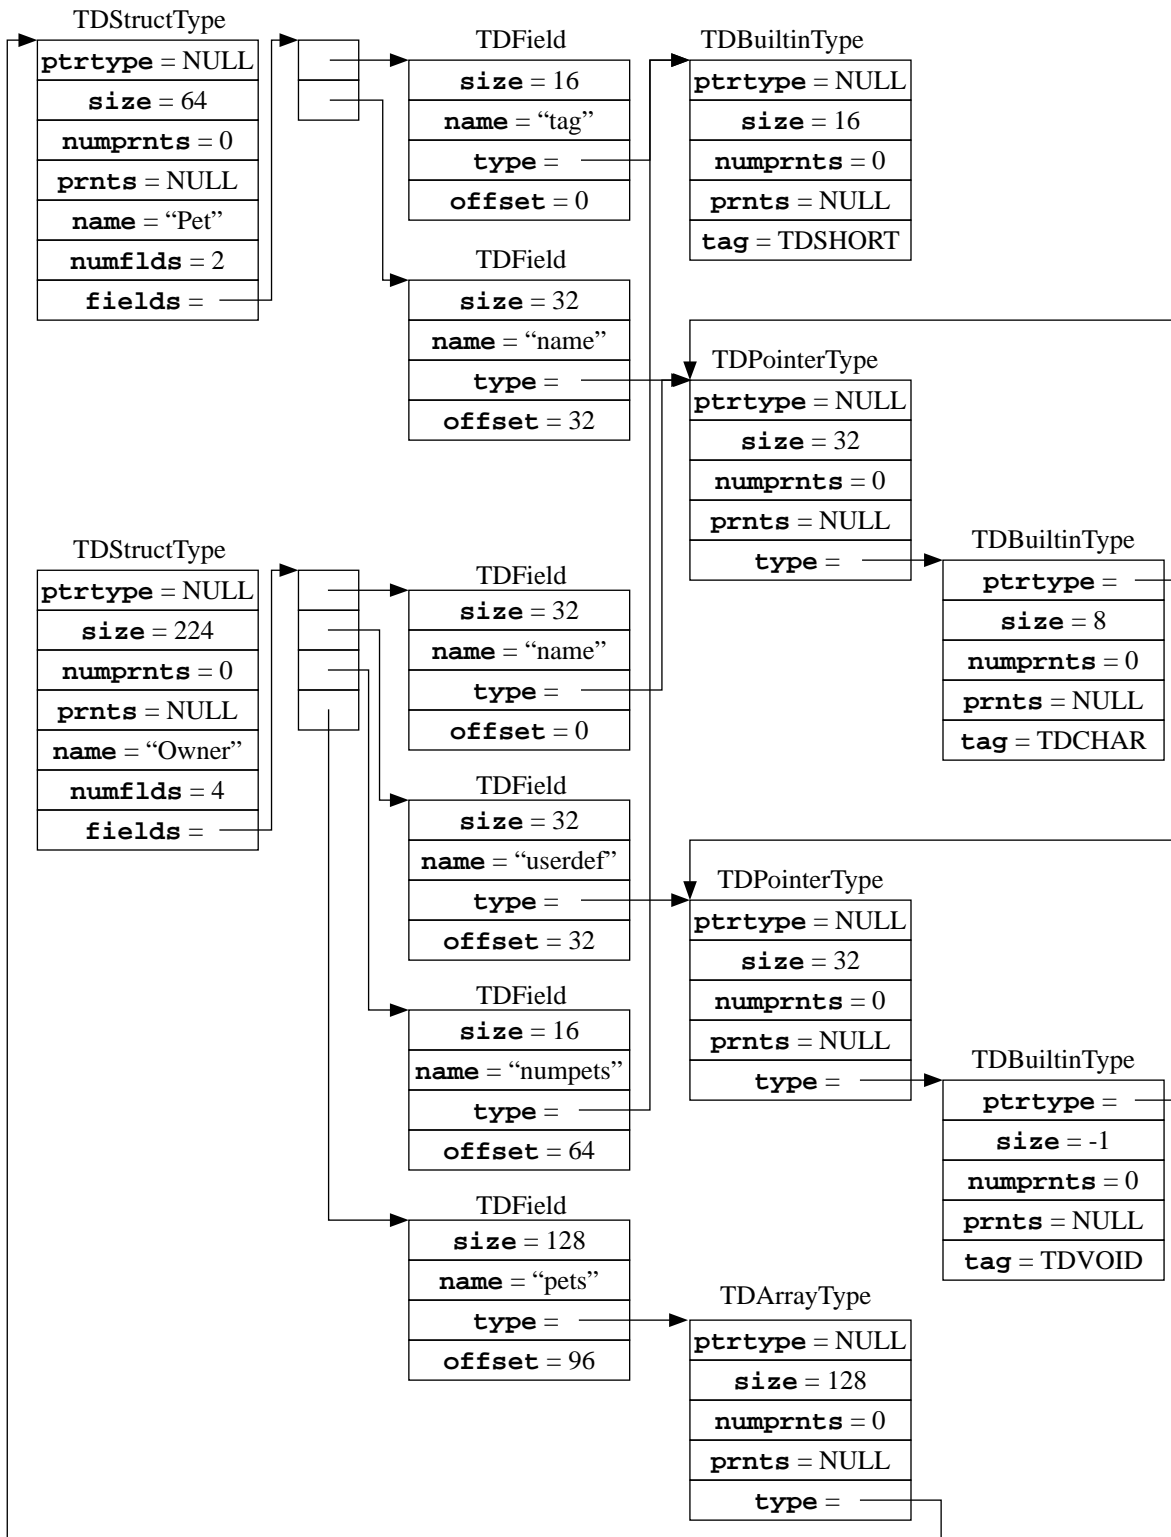 TDStructType
ptrtype = NULL
size = 64
numprnts = 0
prnts = NULL
name = “Pet”
numflds = 2
fields =
TDField
size = 16
name = “tag”
type =
offset = 0
TDBuiltinType
ptrtype = NULL
size = 16
numprnts = 0
prnts = NULL
tag = TDSHORT
TDField
size = 32
name = “name”
type =
offset = 32
TDPointerType
ptrtype = NULL
size = 32
numprnts = 0
prnts = NULL
type =
TDBuiltinType
ptrtype =
size = 8
numprnts = 0
prnts = NULL
tag = TDCHAR
TDStructType
ptrtype = NULL
size = 224
numprnts = 0
prnts = NULL
name = “Owner”
numflds = 4
fields =
TDField
size = 32
name = “name”
type =
offset = 0
TDField
size = 32
name = “userdef”
type =
offset = 32
TDPointerType
ptrtype = NULL
size = 32
numprnts = 0
prnts = NULL
type =
TDBuiltinType
ptrtype =
size = -1
numprnts = 0
prnts = NULL
tag = TDVOID
TDField
size = 16
name = “numpets”
type =
offset = 64
TDField
size = 128
name = “pets”
type =
offset = 96
TDArrayType
ptrtype = NULL
size = 128
numprnts = 0
prnts = NULL
type =